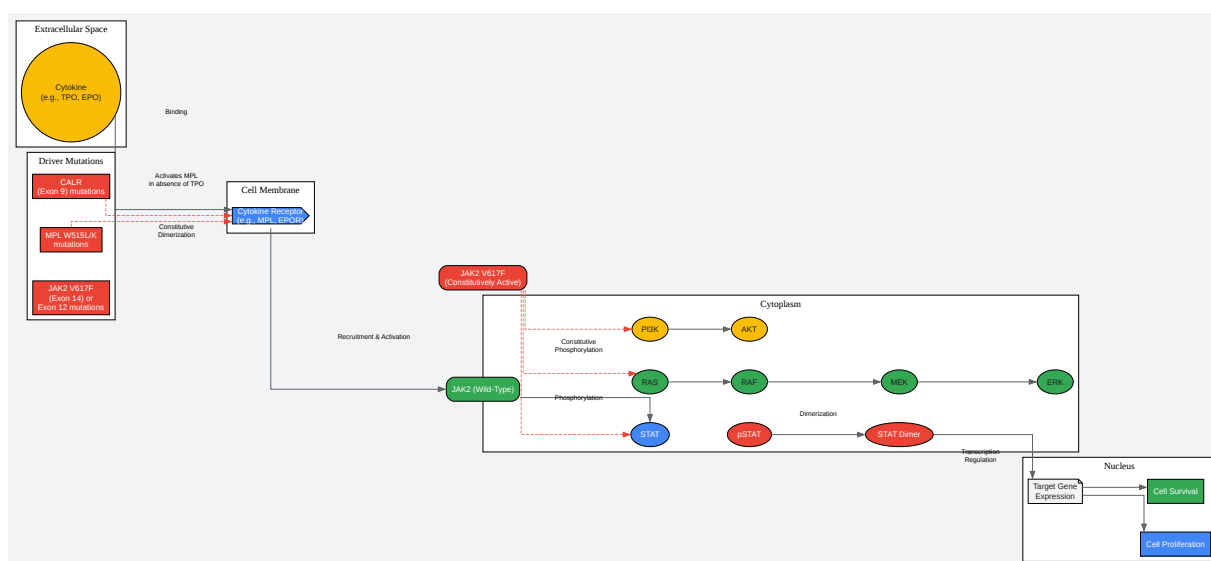 Extracellular Space
Cytokine
(e.g., TPO, EPO)
Binding
Driver Mutations
CALR
(Exon 9) mutations
MPL W515L/K
mutations
JAK2 V617F
(Exon 14) or
Exon 12 mutations
Activates MPL
in absence of TPO
Constitutive
Dimerization
Cell Membrane
Cytokine Receptor
(e.g., MPL, EPOR)
Recruitment & Activation
JAK2 V617F
(Constitutively Active)
JAK2 (Wild-Type)
Cytoplasm
PI3K
AKT
Constitutive
Phosphorylation
RAS
RAF
MEK
ERK
Phosphorylation
STAT
pSTAT
Dimerization
STAT Dimer
Transcription
Regulation
Nucleus
Target Gene
Expression
Cell Survival
Cell Proliferation